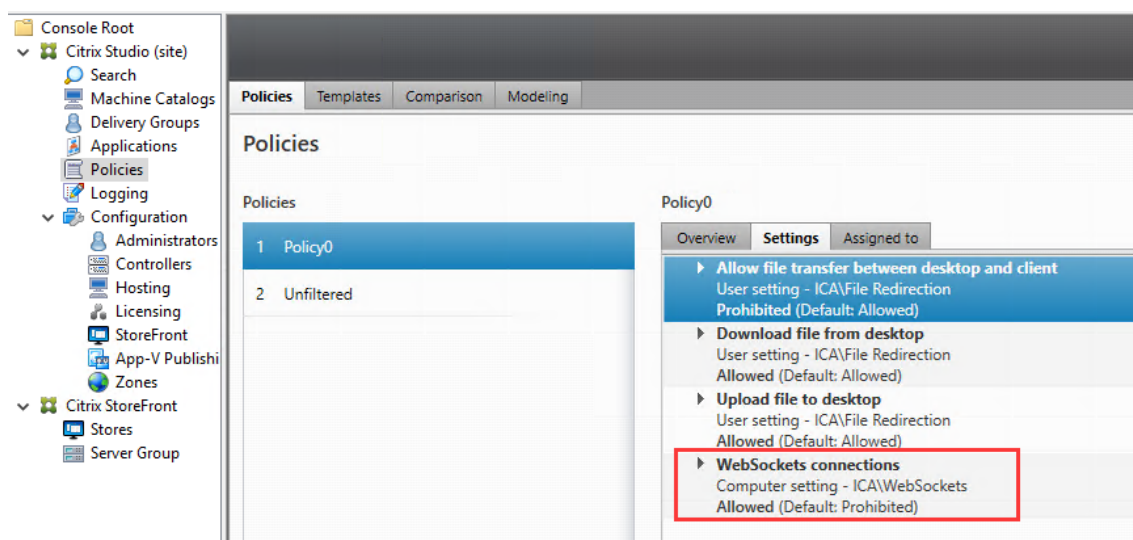 Console Root
Citrix Studio (site)
Search
Machine Catalogs
Delivery Groups
Applications
Policies
Logging
Configuration
Administrators
Controllers
Hosting
Licensing
StoreFront
App-V Publishi
Zones
Citrix StoreFront
Stores
Server Group
Policies Templates Comparison Modeling
Policies
Policies
1 Policy0
2 Unfiltered
Policy0
Overview Settings Assigned to
Allow file transfer between desktop and client
User setting - ICA\File Redirection
Prohibited (Default: Allowed)
Download file from desktop
User setting - ICA\File Redirection
Allowed (Default: Allowed)
Upload file to desktop
User setting - ICA\File Redirection
Allowed (Default: Allowed)
WebSockets connections
Computer setting - ICA\WebSockets
Allowed (Default: Prohibited)